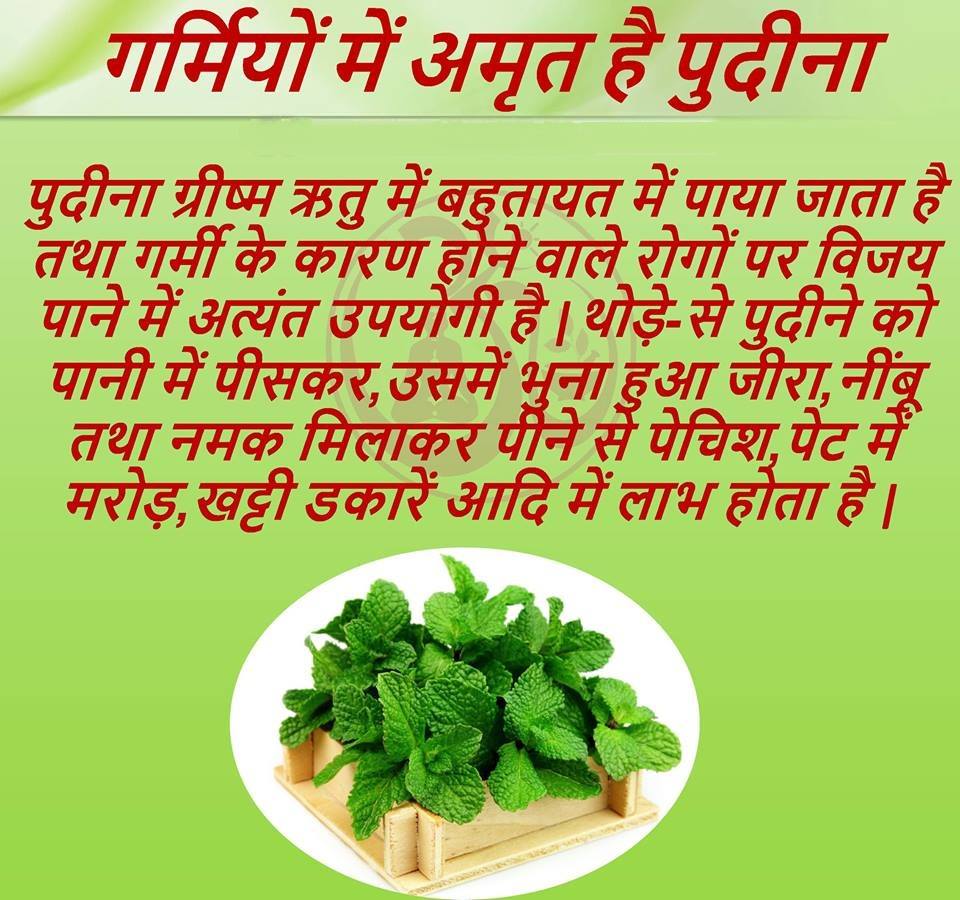 गर्मियों में अमृत है पुदीना
पुदीना ग्रीष्म ऋतु में बहुतायत में पाया जाता है
तथा गर्मी के कारण होने वाले रोगों पर विजय
पाने में अत्यंत उपयोगी है | थोड़े-से पुदीने को
पानी में पीसकर,उसमें भुना हुआ जीरा,नींबू
तथा नमक मिलाकर पीने से पेचिश,पेट में
मरोड़,खट्टी डकारें आदि में लाभ होता है |